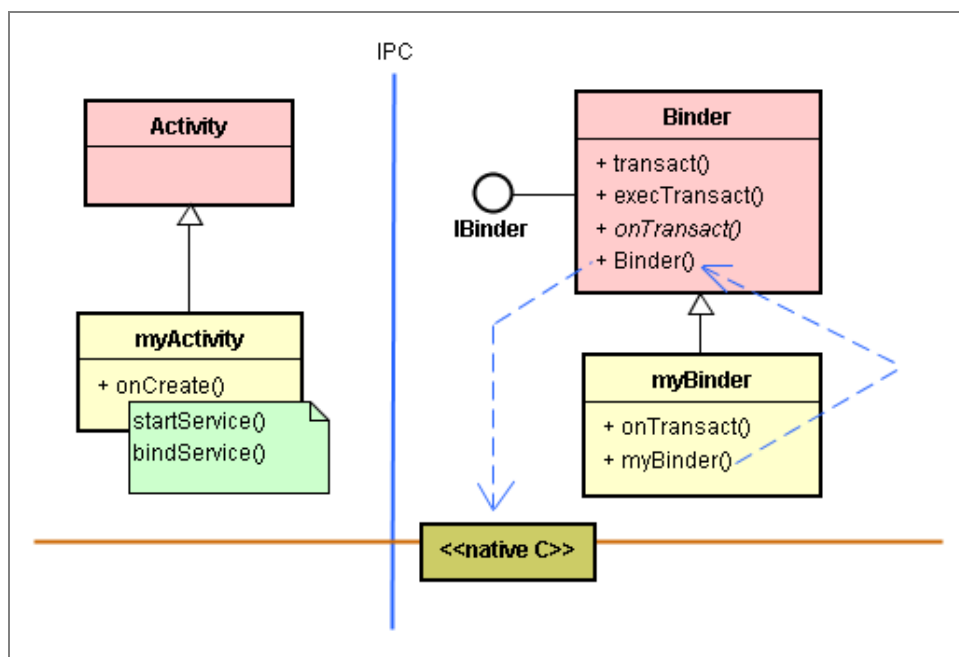 IPC
Activity
myActivity
+ onCreate()
startService()
bindService()
Binder
+ transact()
+ execTransact()
+ onTransact()
+ Binder()
IBinder
myBinder
+ onTransact()
+ myBinder()
<<native C>>